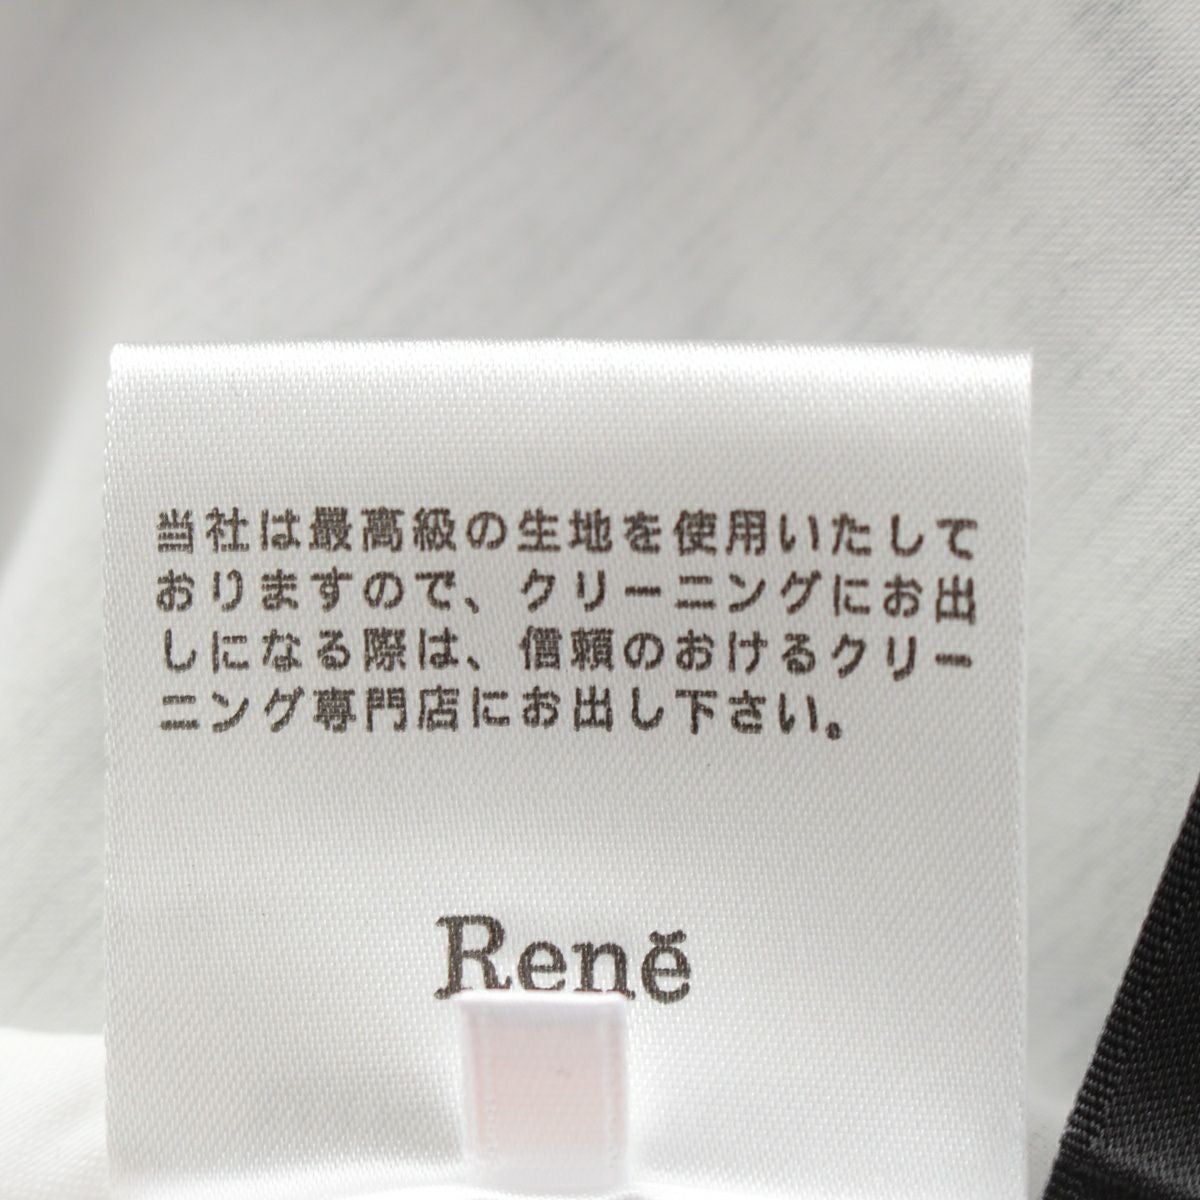 当社は最高級の生地を使用いたして
おりますので、クリーニングにお出
しになる際は、信頼のおけるクリー
ニング専門店にお出し下さい。
Renĕ